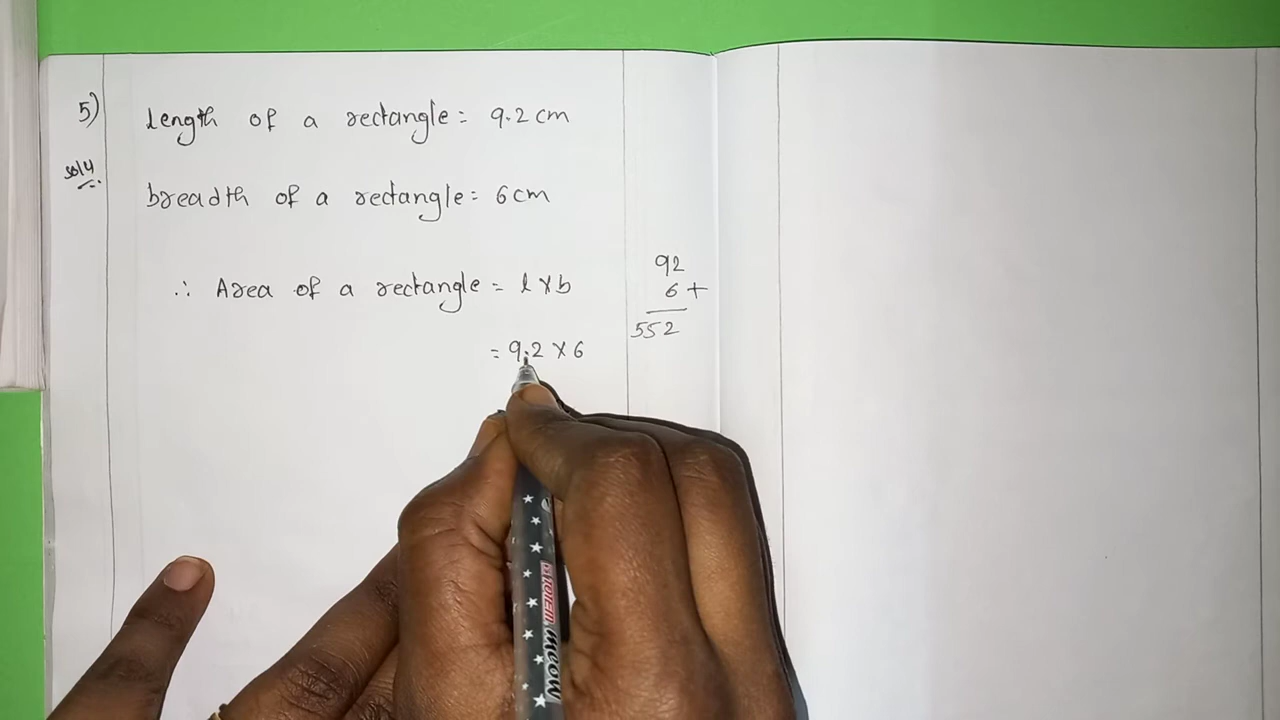 5) Length of a rectangle = 9.2 cm
Soln
breadth of a rectangle = 6 cm
∴ Area of a rectangle = l x b
= 9.2 x 6
92
6 +
552
MEOW